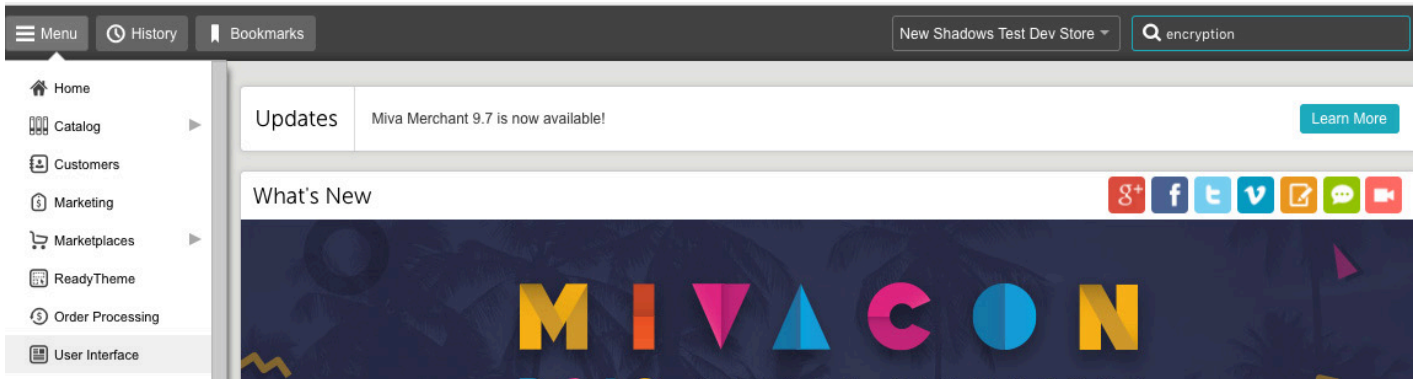 Menu History Bookmarks New Shadows Test Dev Store encryption
Home
Catalog
Customers
Marketing
Marketplaces
ReadyTheme
Order Processing
User Interface
Updates Miva Merchant 9.7 is now available! Learn More
What's New
MIVACON